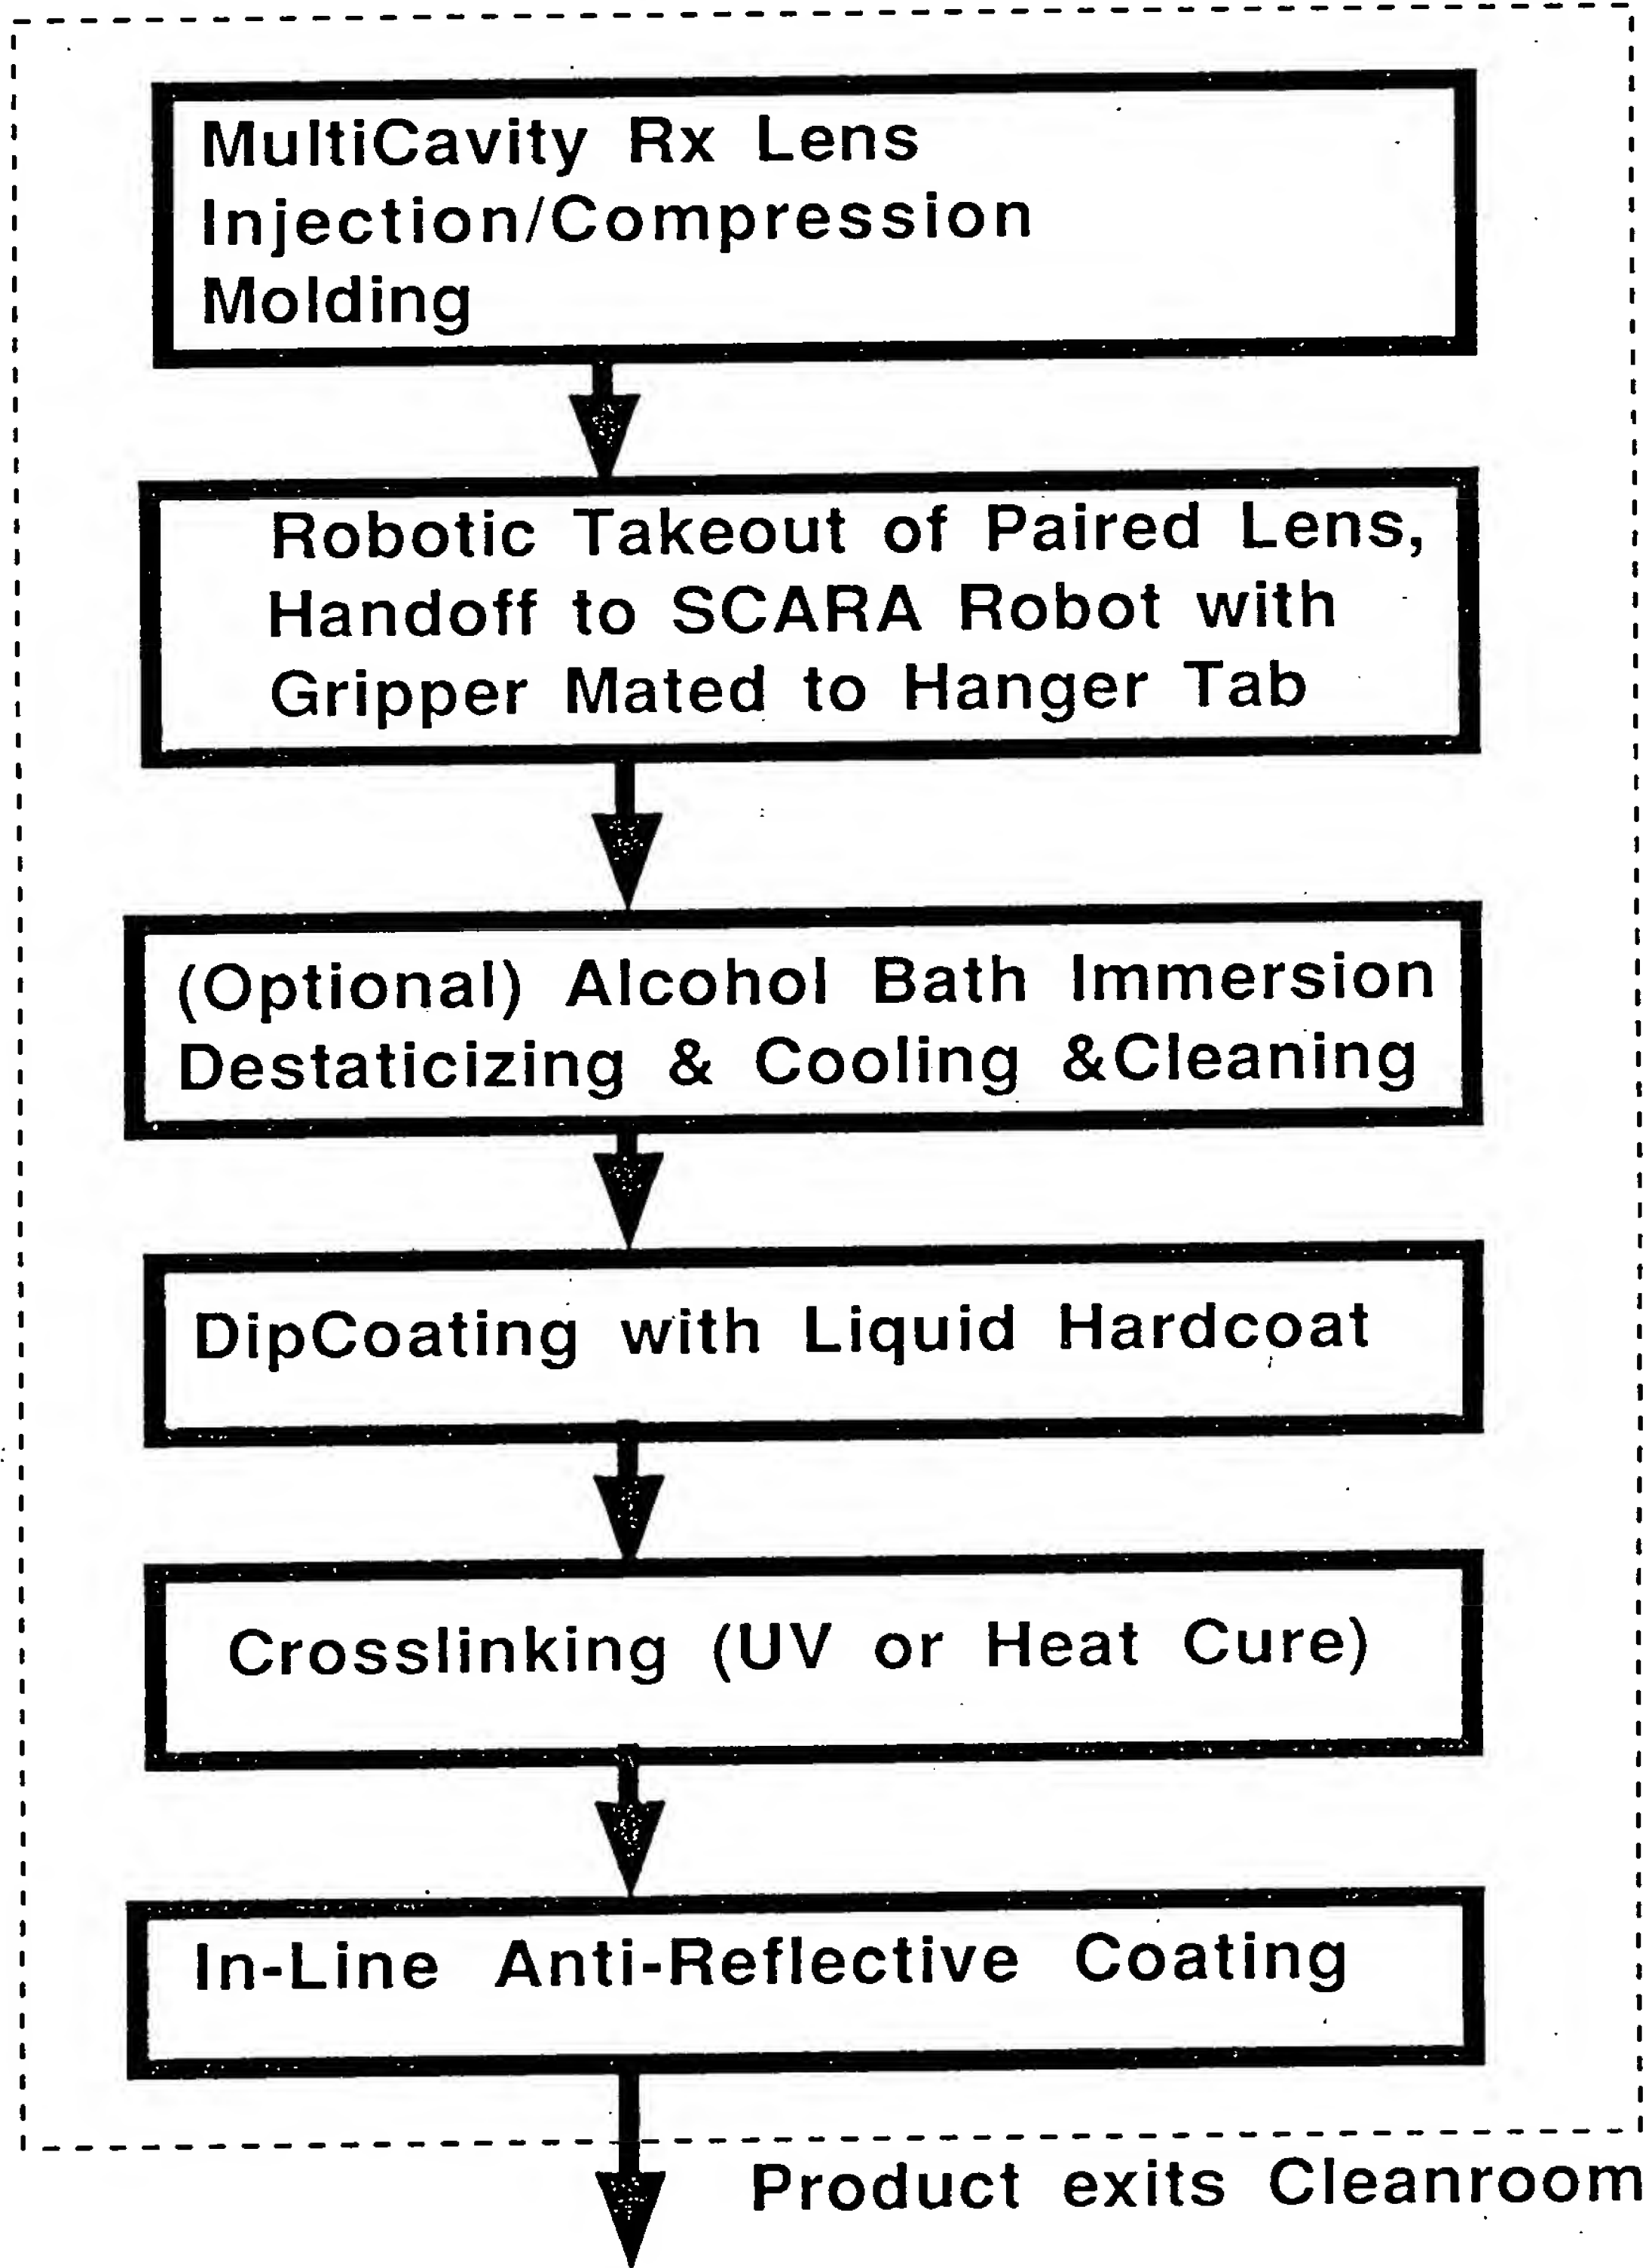 MultiCavity Rx Lens
Injection/Compression
Molding
Robotic Takeout of Paired Lens,
Handoff to SCARA Robot with
Gripper Mated to Hanger Tab
(Optional) Alcohol Bath Immersion
Destaticizing & Cooling &Cleaning
DipCoating with Liquid Hardcoat
Crosslinking (UV or Heat Cure)
In-Line Anti-Reflective Coating
Product exits Cleanroom